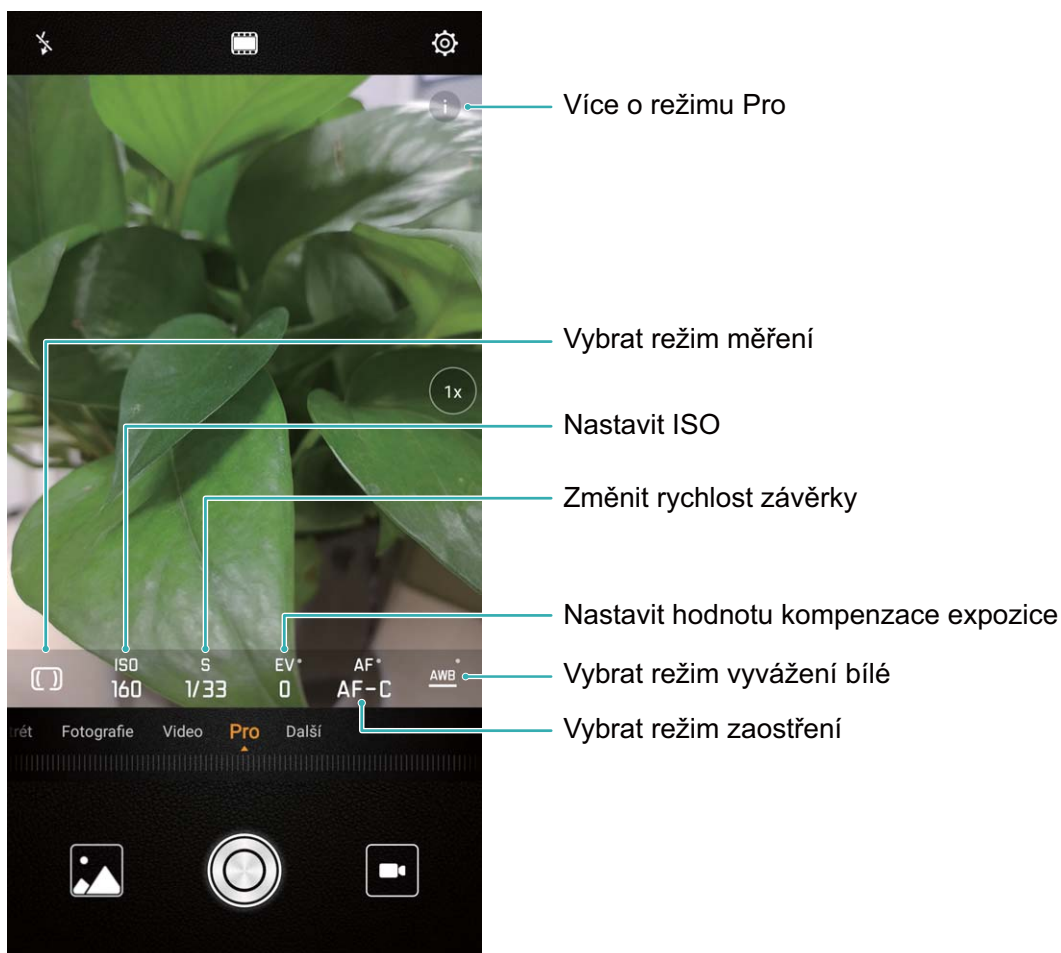 i
Více o režimu Pro
Vybrat režim měření
1x
Nastavit ISO
Změnit rychlost závěrky
Nastavit hodnotu kompenzace expozice
ISO S EV AF
160 1/33 0 AF-C AWB
Vybrat režim vyvážení bílé
Vybrat režim zaostření
rét Fotografie Video Pro Další